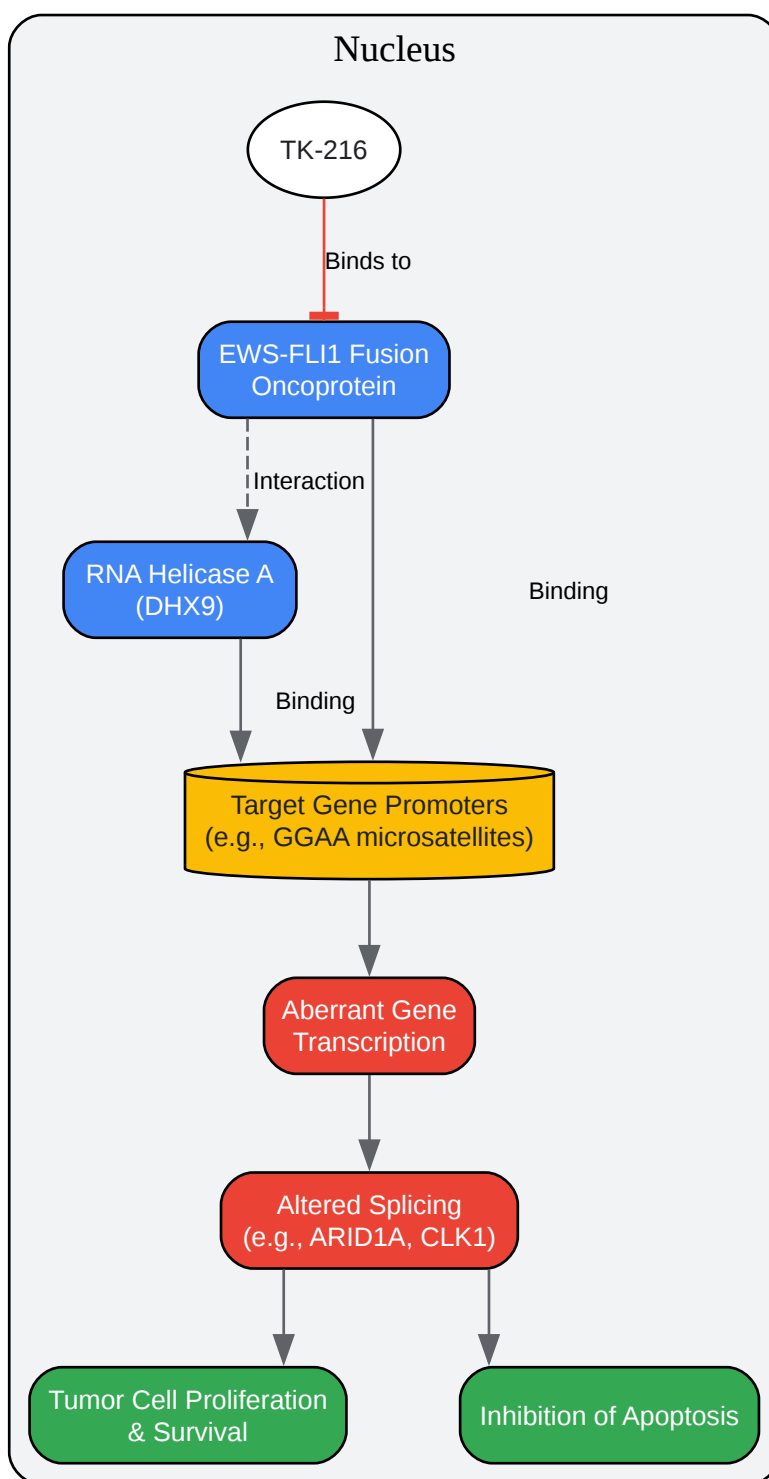 Nucleus
TK-216
Binds to
EWS-FLI1 Fusion
Oncoprotein
Interaction
RNA Helicase A
(DHX9)
Binding
Binding
Target Gene Promoters
(e.g., GGAA microsatellites)
Aberrant Gene
Transcription
Altered Splicing
(e.g., ARID1A, CLK1)
Tumor Cell Proliferation
& Survival
Inhibition of Apoptosis